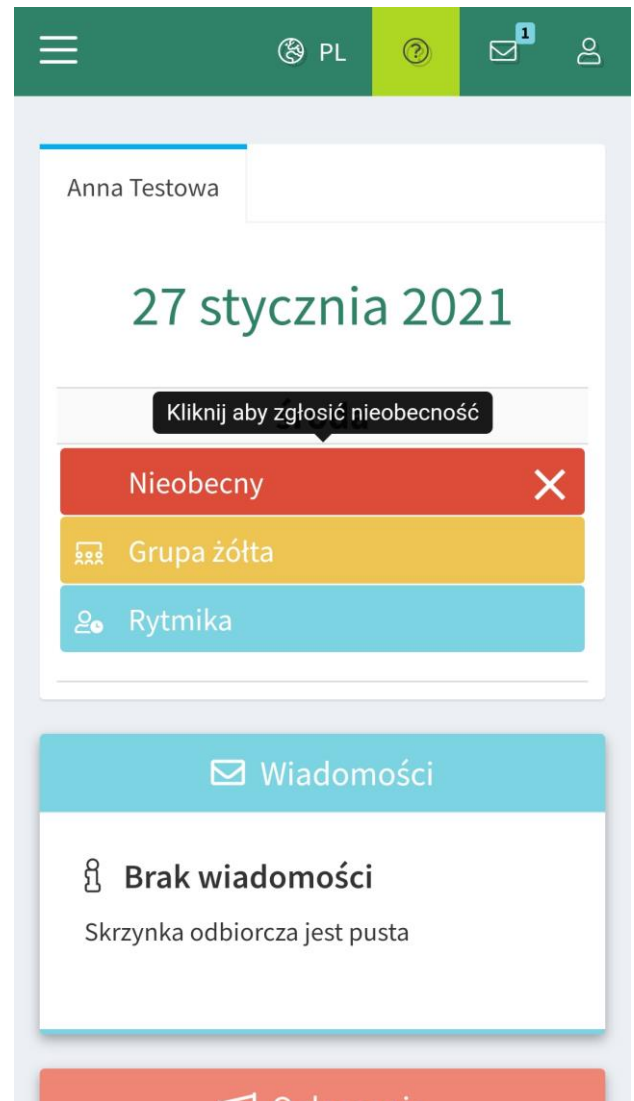 PL
1
Anna Testowa
27 stycznia 2021
Kliknij aby zgłosić nieobecność
środa
Nieobecny
Grupa żółta
Rytmika
Wiadomości
Brak wiadomości
Skrzynka odbiorcza jest pusta